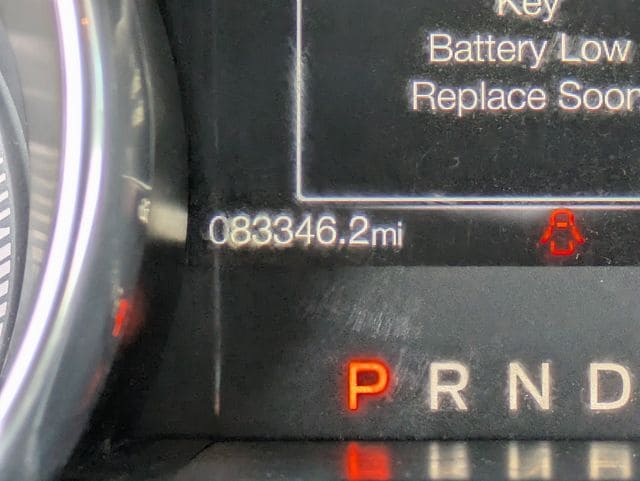 Key
Battery Low
Replace Soon
083346.2mi
P R N D